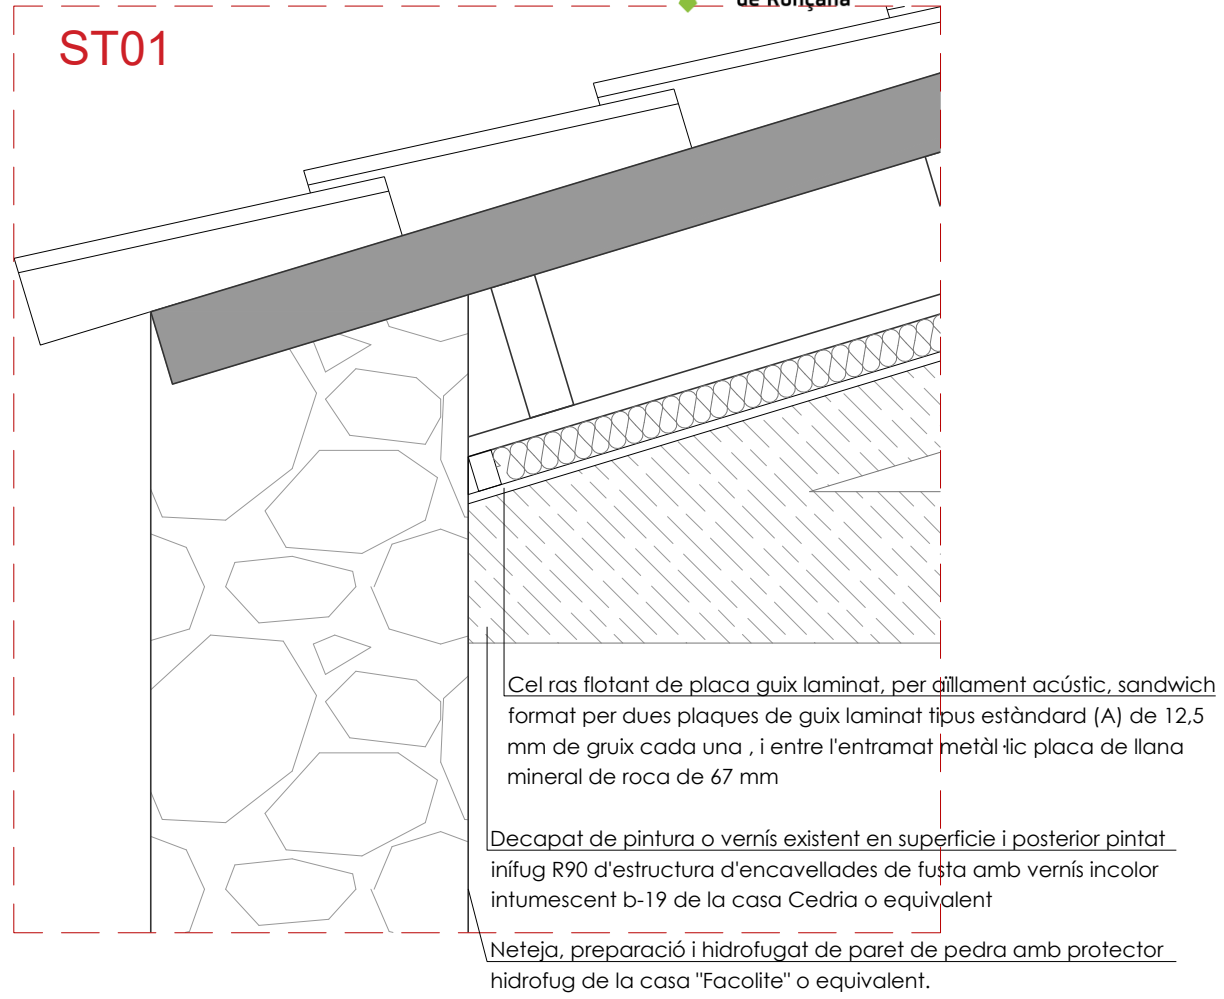 de Ronçana
ST01
Cel ras flotant de placa guix laminat, per aïllament acústic, sandwich
format per dues plaques de guix laminat tipus estàndard (A) de 12,5
mm de gruix cada una , i entre l'entramat metàl·lic placa de llana
mineral de roca de 67 mm
Decapat de pintura o vernís existent en superficie i posterior pintat
inífug R90 d'estructura d'encavellades de fusta amb vernís incolor
intumescent b-19 de la casa Cedria o equivalent
Neteja, preparació i hidrofugat de paret de pedra amb protector
hidrofug de la casa "Facolite" o equivalent.